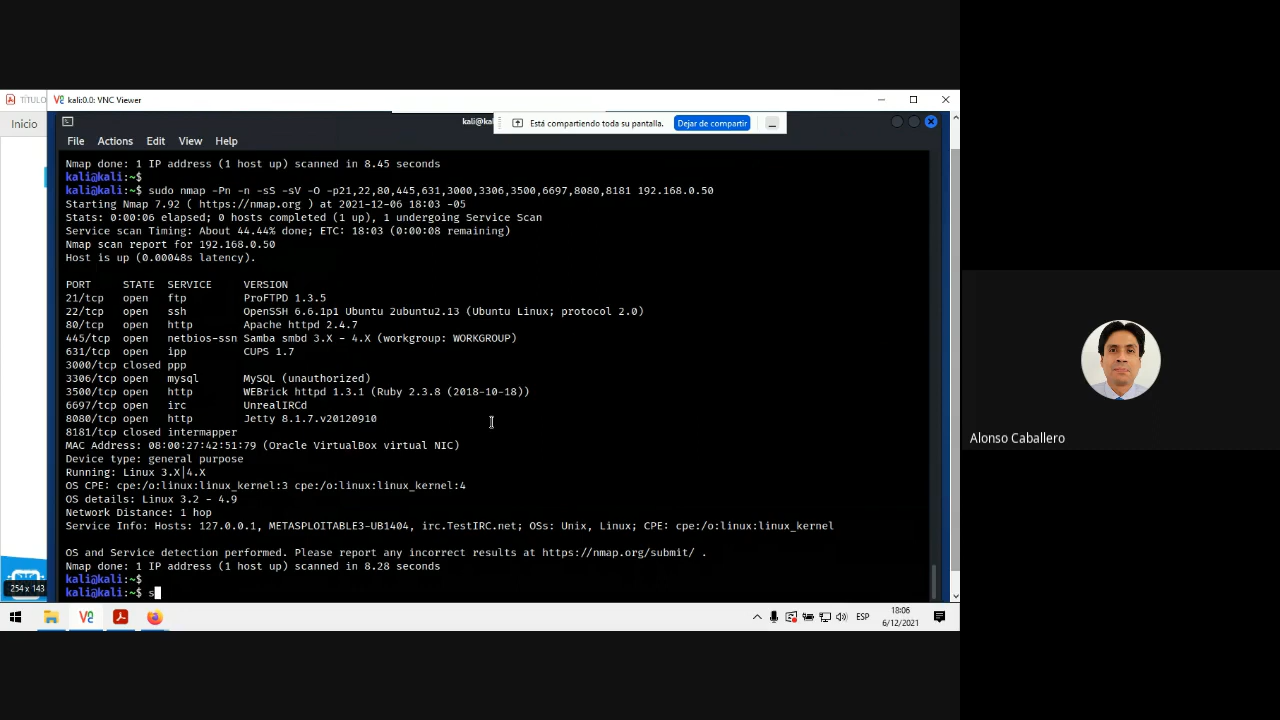 TÍTULO
kali:0.0: VNC Viewer
Inicio
kali@kal
Está compartiendo toda su pantalla.
Dejar de compartir
File Actions Edit View Help
Nmap done: 1 IP address (1 host up) scanned in 8.45 seconds
kali@kali:~$
kali@kali:~$ sudo nmap -Pn -n -sS -sV -O -p21,22,80,445,631,3000,3306,3500,6697,8080,8181 192.168.0.50
Starting Nmap 7.92 ( https://nmap.org ) at 2021-12-06 18:03 -05
Stats: 0:00:06 elapsed; 0 hosts completed (1 up), 1 undergoing Service Scan
Service scan Timing: About 44.44% done; ETC: 18:03 (0:00:08 remaining)
Nmap scan report for 192.168.0.50
Host is up (0.00048s latency).
PORT STATE SERVICE VERSION
21/tcp open ftp ProFTPD 1.3.5
22/tcp open ssh OpenSSH 6.6.1p1 Ubuntu 2ubuntu2.13 (Ubuntu Linux; protocol 2.0)
80/tcp open http Apache httpd 2.4.7
445/tcp open netbios-ssn Samba smbd 3.X - 4.X (workgroup: WORKGROUP)
631/tcp open ipp CUPS 1.7
3000/tcp closed ppp
3306/tcp open mysql MySQL (unauthorized)
3500/tcp open http WEBrick httpd 1.3.1 (Ruby 2.3.8 (2018-10-18))
6697/tcp open irc UnrealIRCd
8080/tcp open http Jetty 8.1.7.v20120910
8181/tcp closed intermapper
MAC Address: 08:00:27:42:51:79 (Oracle VirtualBox virtual NIC)
Device type: general purpose
Running: Linux 3.X|4.X
OS CPE: cpe:/o:linux:linux_kernel:3 cpe:/o:linux:linux_kernel:4
OS details: Linux 3.2 - 4.9
Network Distance: 1 hop
Service Info: Hosts: 127.0.0.1, METASPLOITABLE3-UB1404, irc.TestIRC.net; OSs: Unix, Linux; CPE: cpe:/o:linux:linux_kernel
OS and Service detection performed. Please report any incorrect results at https://nmap.org/submit/ .
Nmap done: 1 IP address (1 host up) scanned in 8.28 seconds
kali@kali:~$
kali@kali:~$ s
254 x 143
ESP
18:06
6/12/2021
Alonso Caballero